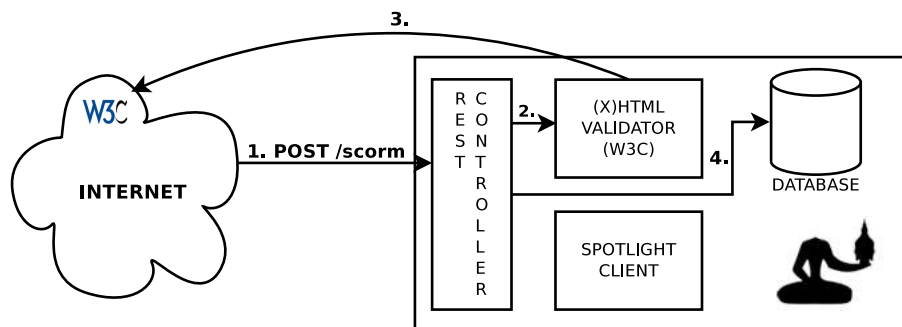 3.
W3C
1. POST /scorm
INTERNET
REST
CONTROLLER
2.
(X)HTML
VALIDATOR
(W3C)
4.
DATABASE
SPOTLIGHT
CLIENT